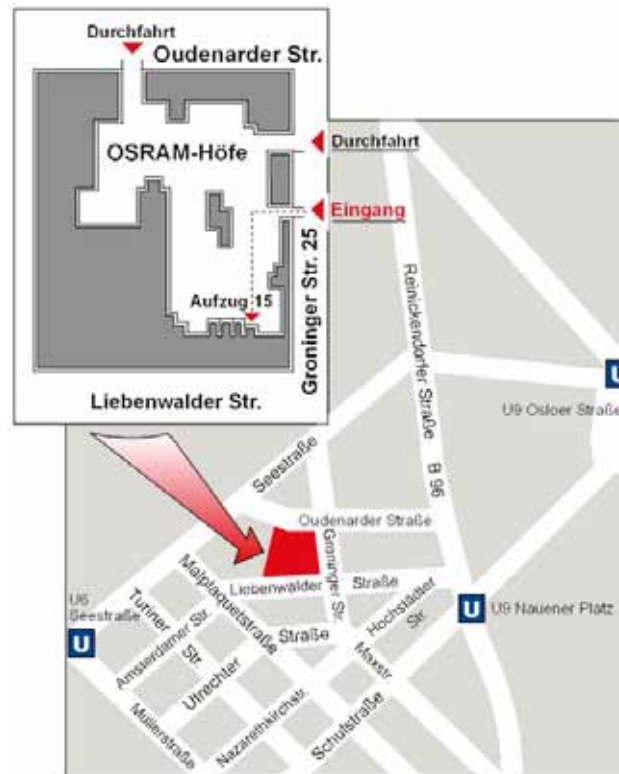 Durchfahrt
Oudenarder Str.
OSRAM-Höfe
Durchfahrt
Eingang
Groninger Str. 25
Aufzug 15
Liebenwalder Str.
Reinickendorfer Straße
B 96
U
U9 Osloer Straße
Seestraße
Oudenarder Straße
Groninger Str.
Liebenwalder Straße
Malplaquetstraße
U6
Seestraße
U
Turiner
Str.
Amsterdamer Str.
Utrechter
Straße
Hochstädter
Str.
U
U9 Nauener Platz
Maxstr.
Müllerstraße
Nazarethkirchstr.
Schulstraße